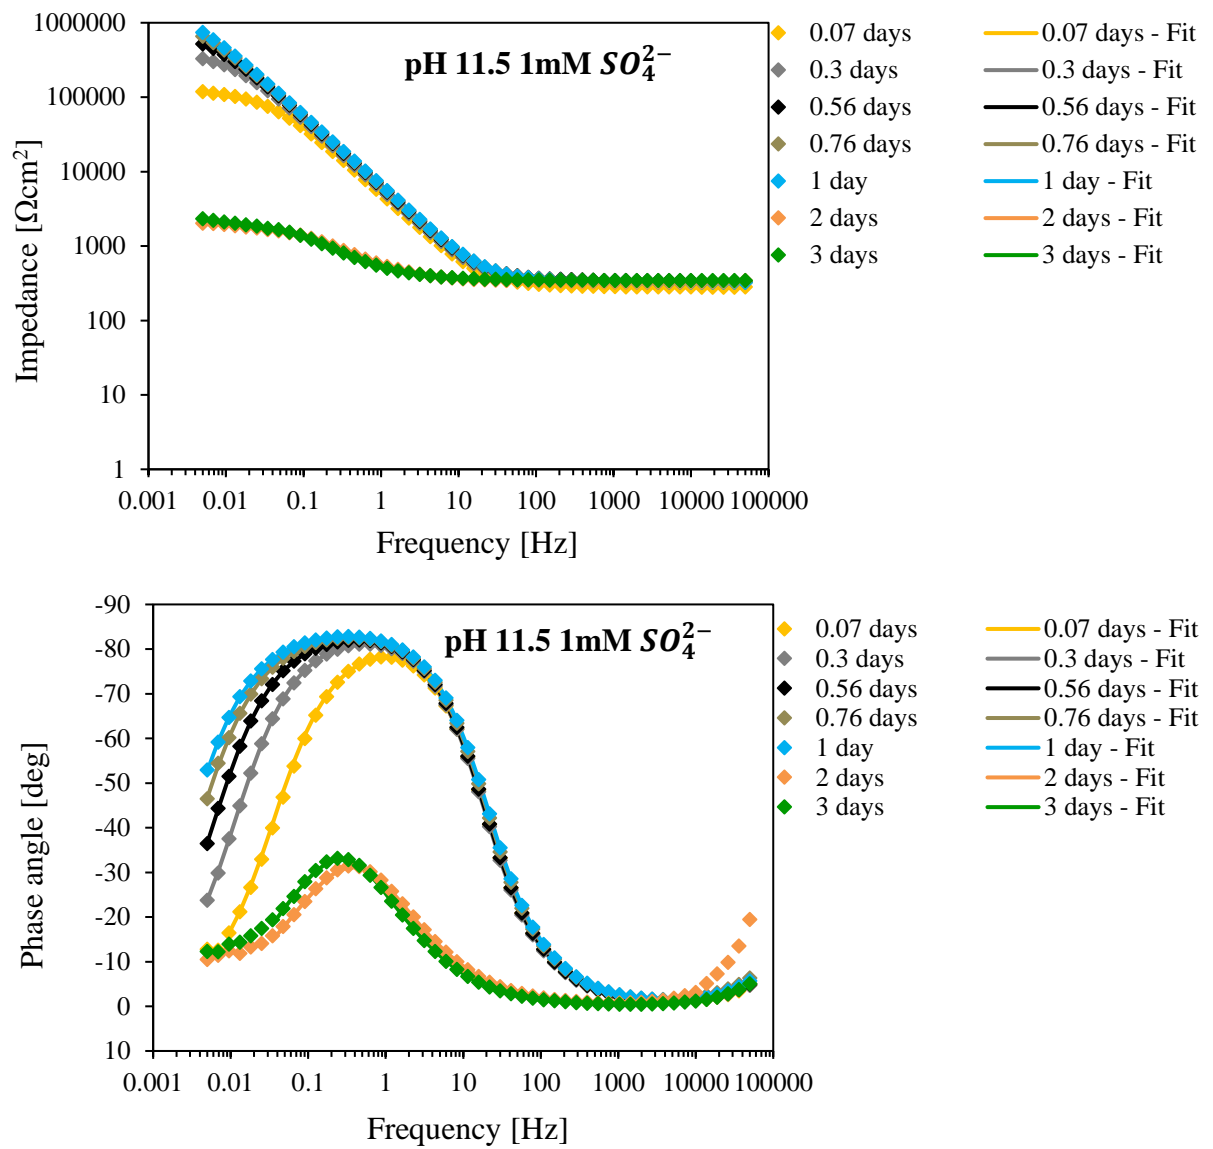 1000000
100000
10000
1000
100
10
1
Impedance [Ωcm²]
pH 11.5 1mM SO₄²⁻
0.001 0.01 0.1 1 10 100 1000 10000 100000
Frequency [Hz]
0.07 days 0.07 days - Fit
0.3 days 0.3 days - Fit
0.56 days 0.56 days - Fit
0.76 days 0.76 days - Fit
1 day 1 day - Fit
2 days 2 days - Fit
3 days 3 days - Fit
-90
-80
-70
-60
-50
-40
-30
-20
-10
0
10
Phase angle [deg]
pH 11.5 1mM SO₄²⁻
0.001 0.01 0.1 1 10 100 1000 10000 100000
Frequency [Hz]
0.07 days 0.07 days - Fit
0.3 days 0.3 days - Fit
0.56 days 0.56 days - Fit
0.76 days 0.76 days - Fit
1 day 1 day - Fit
2 days 2 days - Fit
3 days 3 days - Fit